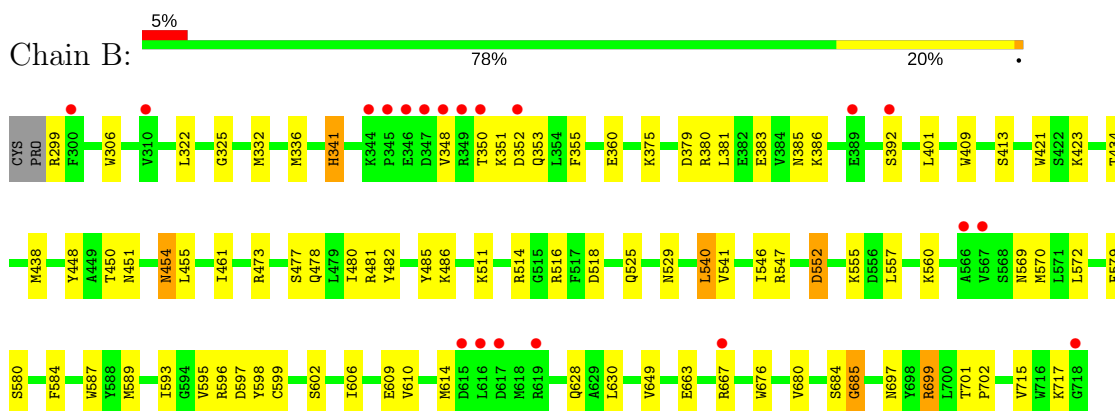 5%
Chain B:
78% 20% •
CYS PRO R299 F300 W306 V310 L322 G325 M332 M336 H341 K344 P345 E346 D347 V348 R349 T350 K351 D352 Q353 L354 F355 E360 K375 D379 R380 L381 E382 E383 V384 N385 K386 E389 S392 L401 W409 S413 W421 S422 K423 T434
M438 Y448 A449 T450 N451 N454 L455 I461 R473 S477 Q478 L479 I480 R481 Y482 Y485 K486 K511 R514 G515 R516 F517 D518 Q525 N529 L540 V541 I546 R547 D552 K555 D556 L557 K560 A566 V567 S568 N569 M570 L571 L572
S580 F584 W587 Y588 M589 I593 G594 V595 R596 D597 Y598 C599 S602 I606 E609 V610 M614 D615 L616 D617 M618 R619 Q628 A629 L630 V649 E663 R667 W676 V680 S684 G685 N697 Y698 R699 L700 T701 P702 V715 W716 K717 G718